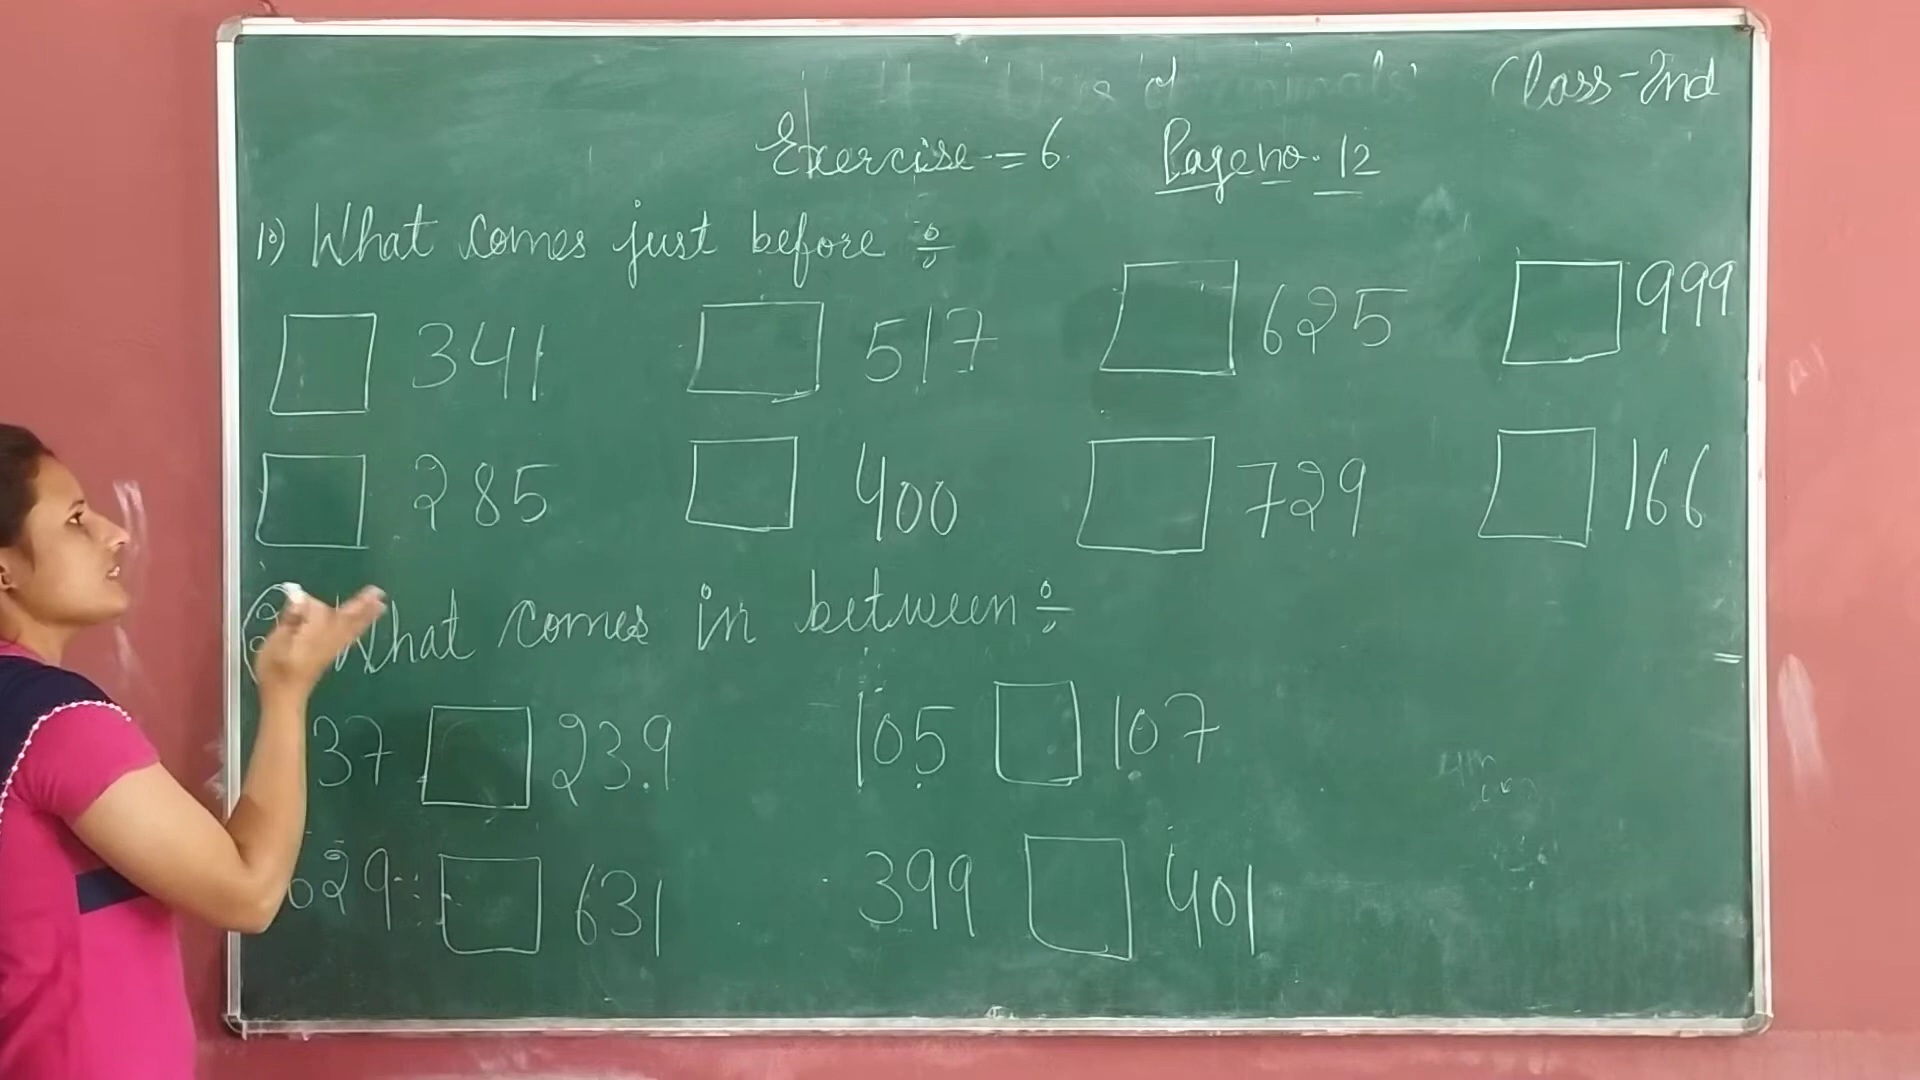 Class-2nd
Exercise-=6. Page no. 12
1) What comes just before ÷
341 517 625 999
285 400 729 166
What comes in between ÷
37 239 105 107
629 631 399 401